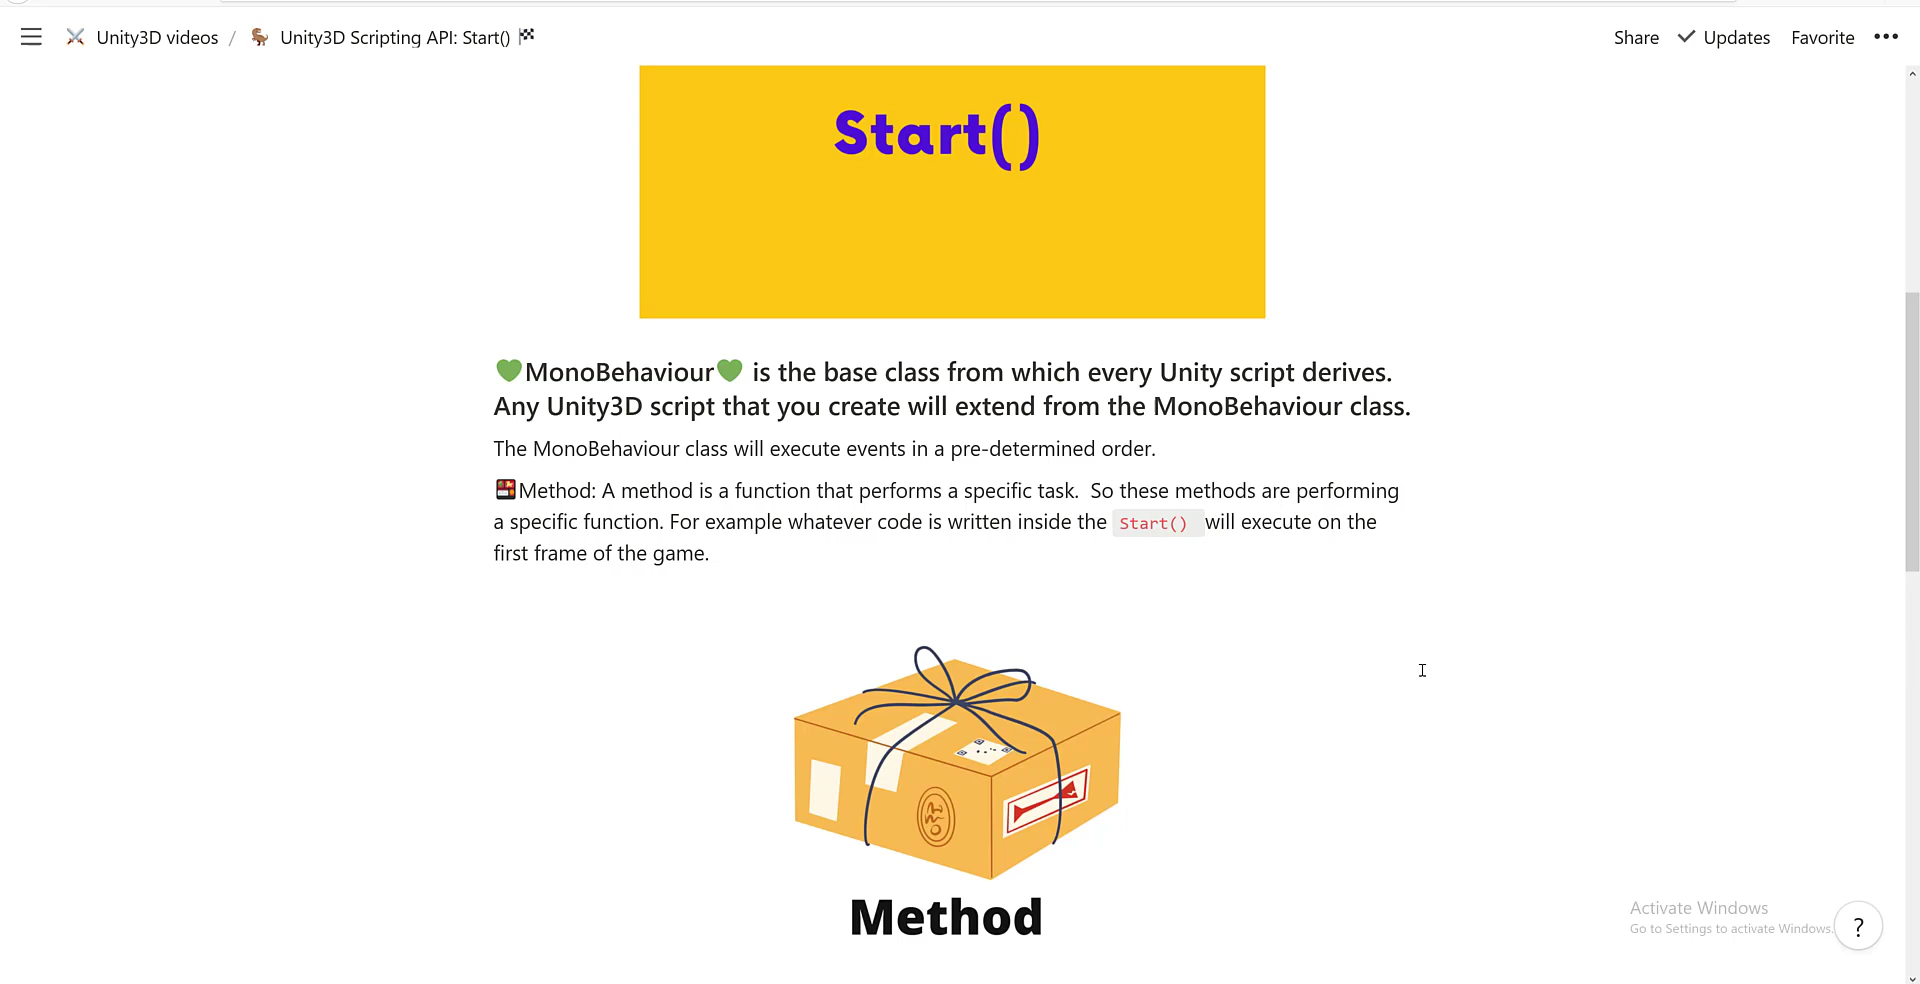 Unity3D videos / Unity3D Scripting API: Start()
Share Updates Favorite
Start()
MonoBehaviour is the base class from which every Unity script derives.
Any Unity3D script that you create will extend from the MonoBehaviour class.
The MonoBehaviour class will execute events in a pre-determined order.
Method: A method is a function that performs a specific task. So these methods are performing
a specific function. For example whatever code is written inside the Start() will execute on the
first frame of the game.
Method
Activate Windows
Go to Settings to activate Windows.
?